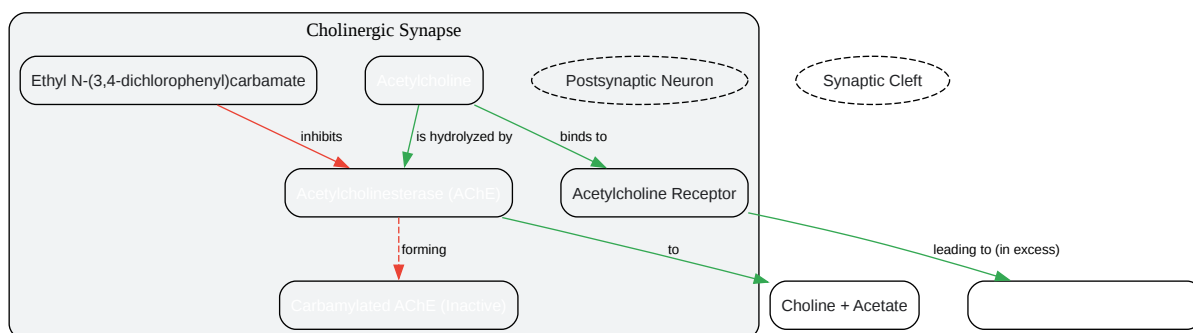 Cholinergic Synapse
Ethyl N-(3,4-dichlorophenyl)carbamate
Acetylcholine
Postsynaptic Neuron
Synaptic Cleft
inhibits
is hydrolyzed by
binds to
Acetylcholinesterase (AChE)
Acetylcholine Receptor
forming
to
leading to (in excess)
Carbamylated AChE (Inactive)
Choline + Acetate